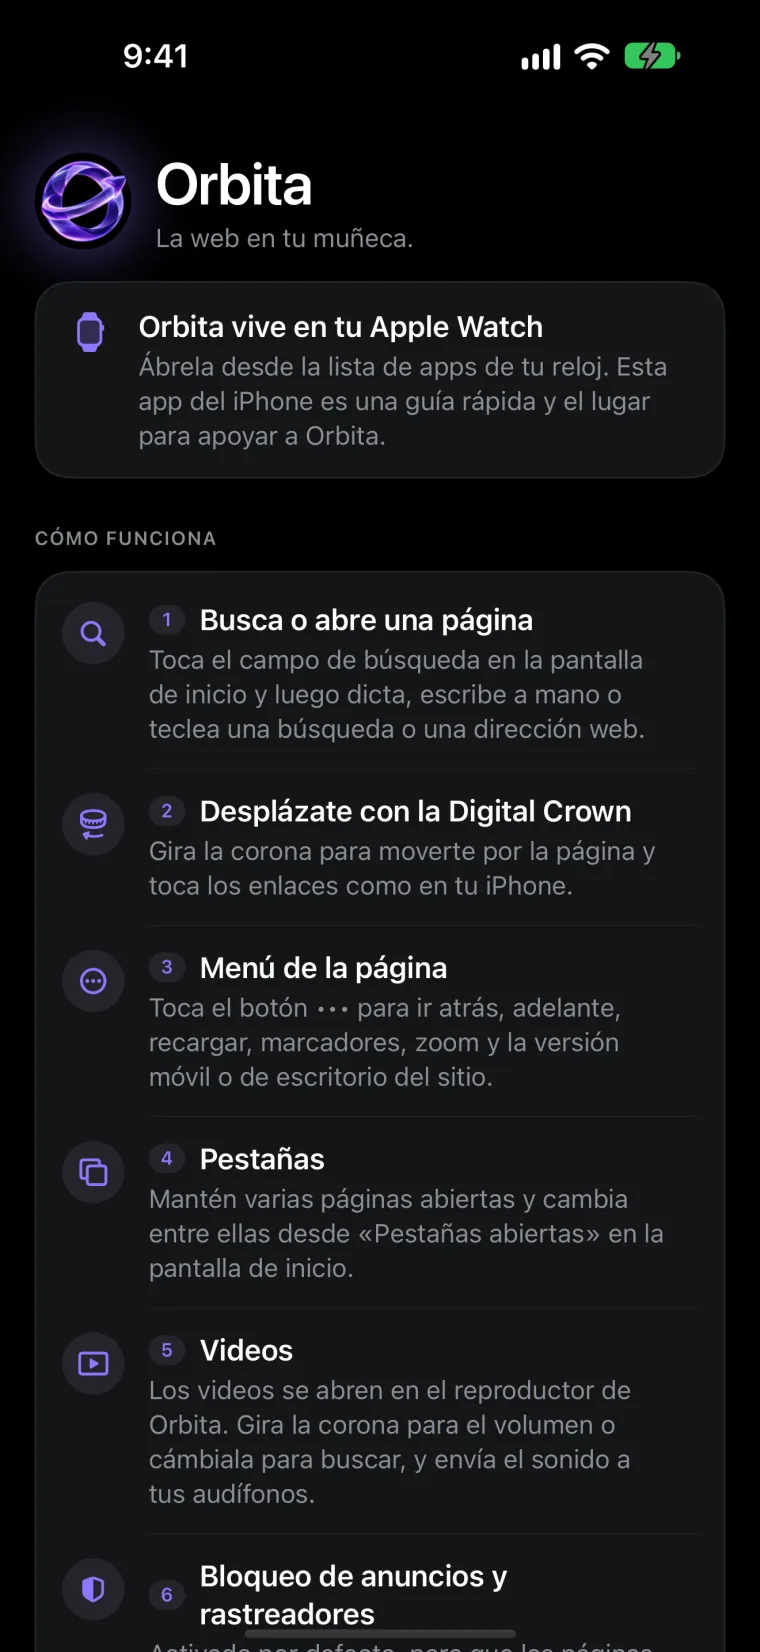 9:41
Orbita
La web en tu muñeca.
Orbita vive en tu Apple Watch
Ábrela desde la lista de apps de tu reloj. Esta
app del iPhone es una guía rápida y el lugar
para apoyar a Orbita.
CÓMO FUNCIONA
1 Busca o abre una página
Toca el campo de búsqueda en la pantalla
de inicio y luego dicta, escribe a mano o
teclea una búsqueda o una dirección web.
2 Desplázate con la Digital Crown
Gira la corona para moverte por la página y
toca los enlaces como en tu iPhone.
3 Menú de la página
Toca el botón ••• para ir atrás, adelante,
recargar, marcadores, zoom y la versión
móvil o de escritorio del sitio.
4 Pestañas
Mantén varias páginas abiertas y cambia
entre ellas desde «Pestañas abiertas» en la
pantalla de inicio.
5 Videos
Los videos se abren en el reproductor de
Orbita. Gira la corona para el volumen o
cámbiala para buscar, y envía el sonido a
tus audífonos.
6 Bloqueo de anuncios y
rastreadores
Activado por defecto, para que las páginas